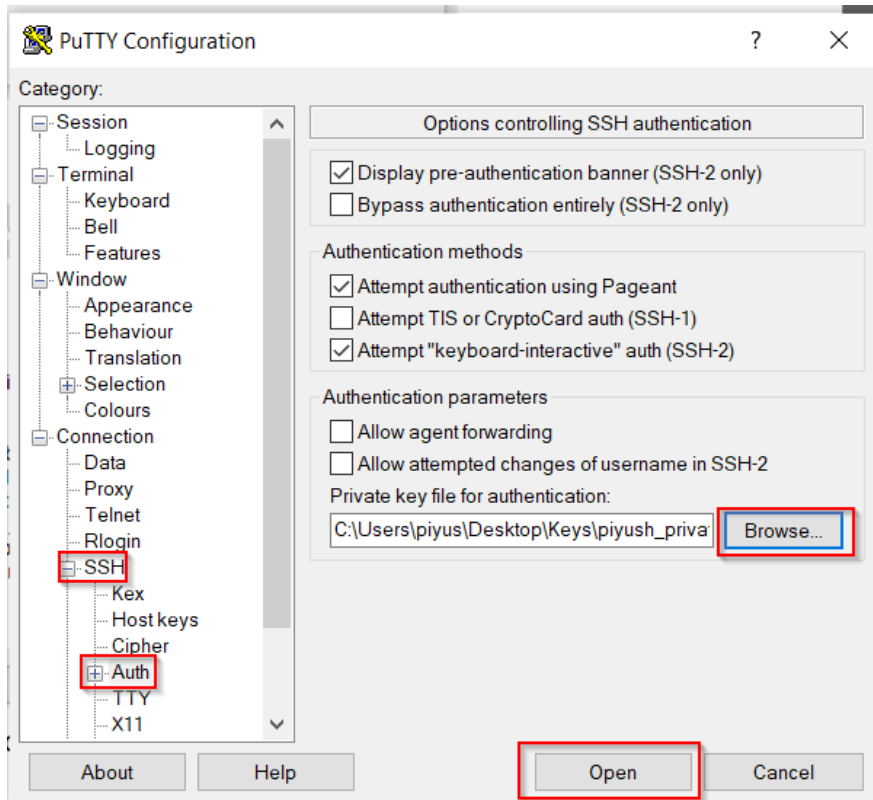 PuTTY Configuration
?
Category:
Session
Logging
Terminal
Keyboard
Bell
Features
Window
Appearance
Behaviour
Translation
Selection
Colours
Connection
Data
Proxy
Telnet
Rlogin
SSH
Kex
Host keys
Cipher
Auth
TTY
X11
Options controlling SSH authentication
Display pre-authentication banner (SSH-2 only)
Bypass authentication entirely (SSH-2 only)
Authentication methods
Attempt authentication using Pageant
Attempt TIS or CryptoCard auth (SSH-1)
Attempt "keyboard-interactive" auth (SSH-2)
Authentication parameters
Allow agent forwarding
Allow attempted changes of username in SSH-2
Private key file for authentication:
C:\Users\piyus\Desktop\Keys\piyush_priva
Browse...
About
Help
Open
Cancel